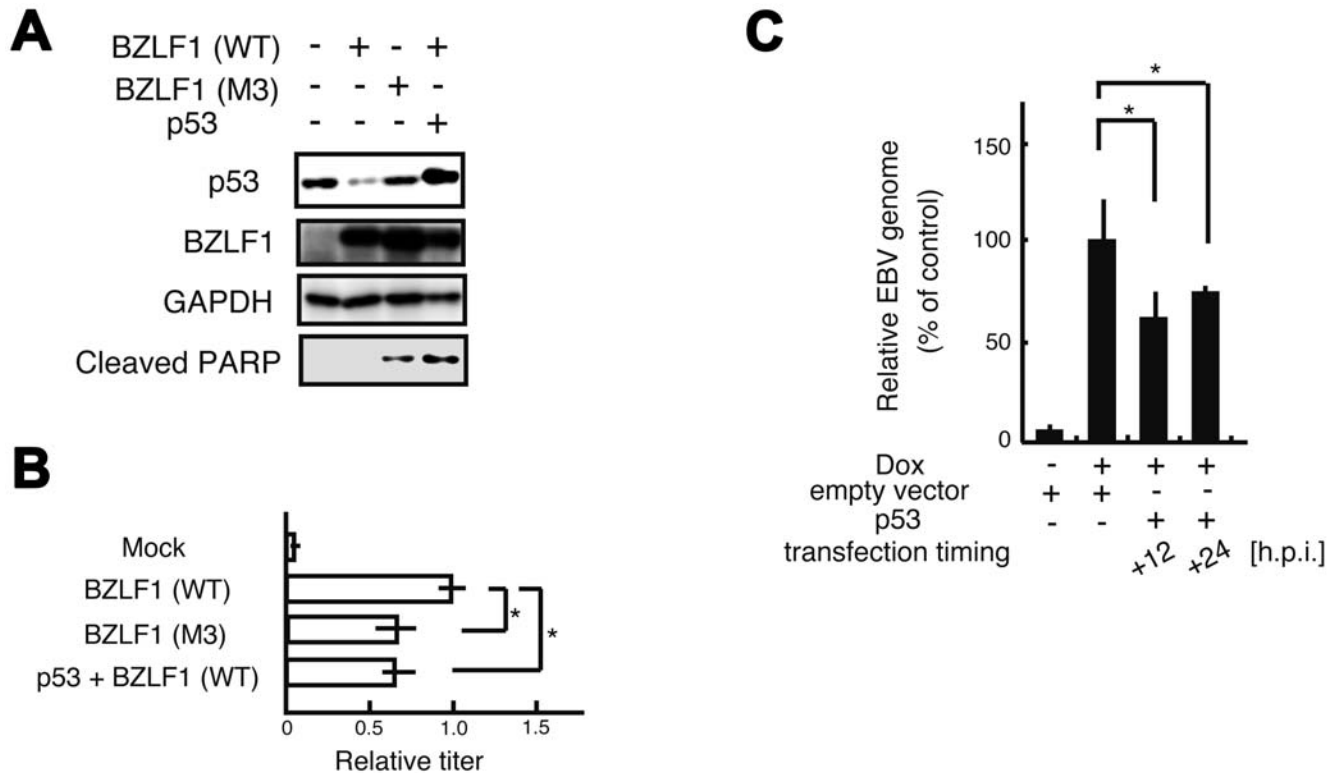 A
BZLF1 (WT) - + - +
BZLF1 (M3) - - + -
p53 - - - +
p53
BZLF1
GAPDH
Cleaved PARP
B
Mock
BZLF1 (WT)
BZLF1 (M3)
p53 + BZLF1 (WT)
*
*
0 0.5 1.0 1.5
Relative titer
C
*
*
Relative EBV genome
(% of control)
150
100
50
0
Dox - + + +
empty vector + + - -
p53 - - + +
transfection timing +12 +24 [h.p.i.]